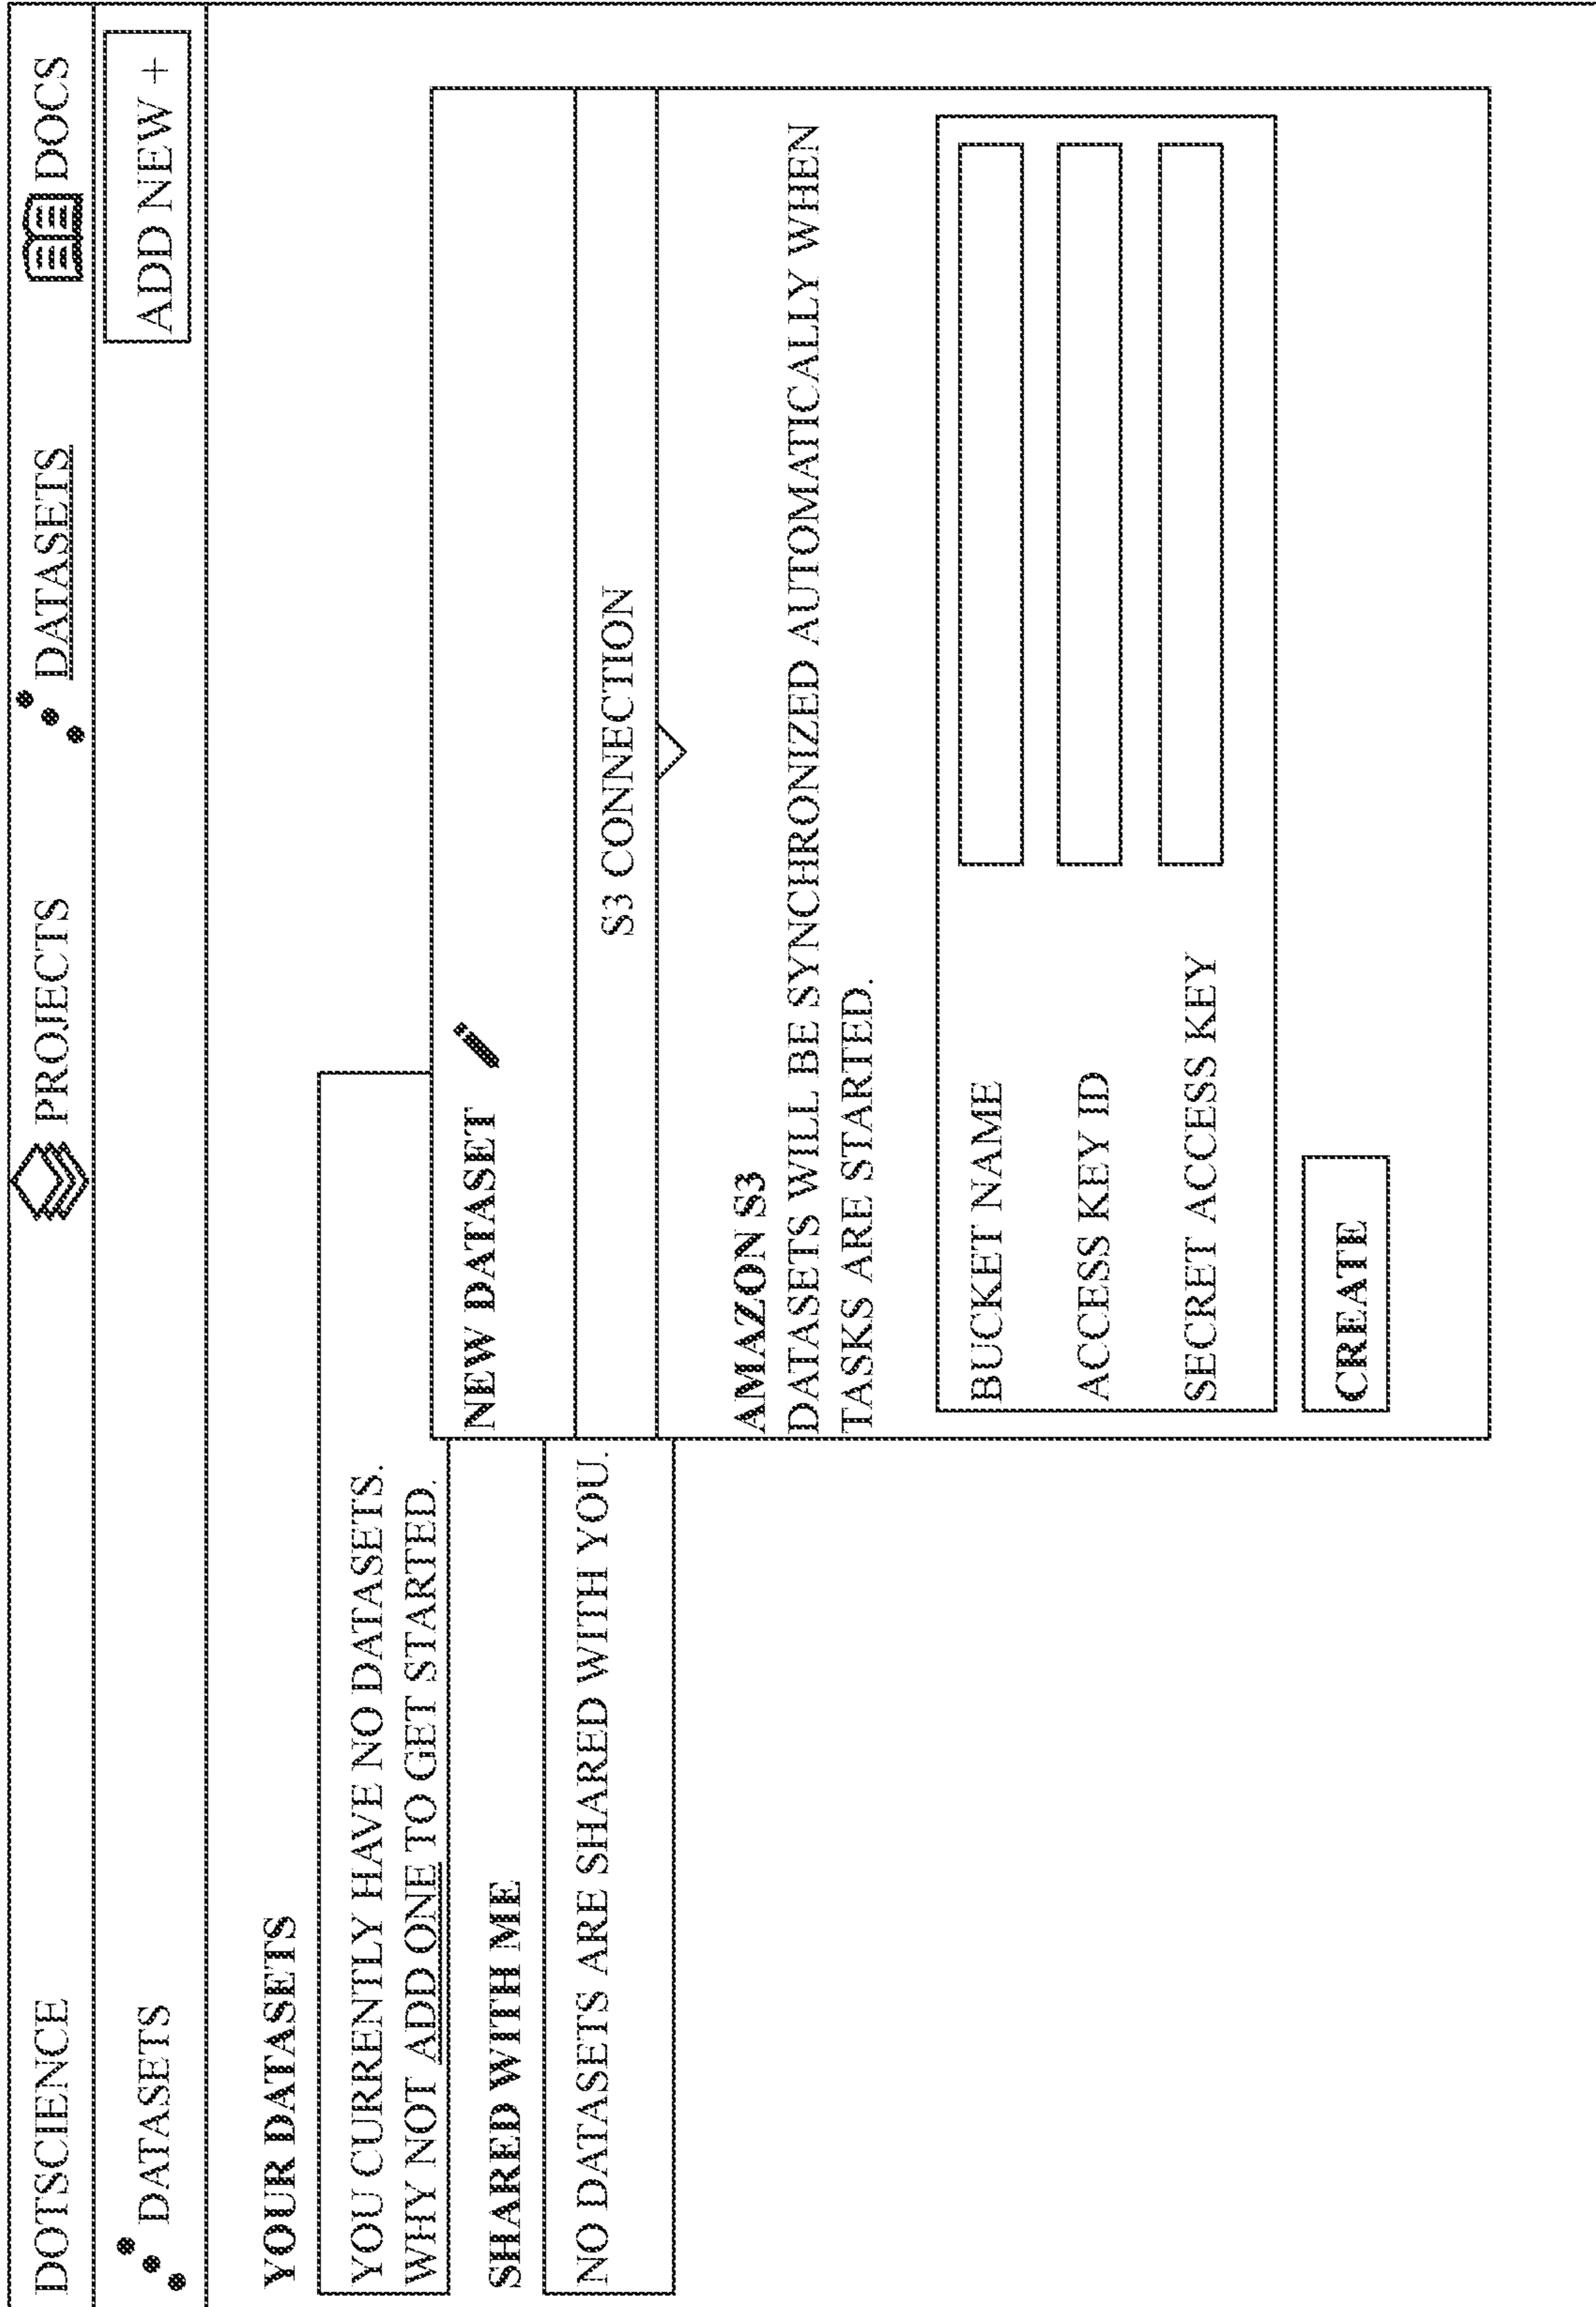 DOTSCIENCE
PROJECTS
DATASETS
DOCS
DATASETS
ADD NEW +
YOUR DATASETS
YOU CURRENTLY HAVE NO DATASETS.
WHY NOT ADD ONE TO GET STARTED.
SHARED WITH ME
NO DATASETS ARE SHARED WITH YOU.
NEW DATASET
S3 CONNECTION
AMAZON S3
DATASETS WILL BE SYNCHRONIZED AUTOMATICALLY WHEN
TASKS ARE STARTED.
BUCKET NAME
ACCESS KEY ID
SECRET ACCESS KEY
CREATE